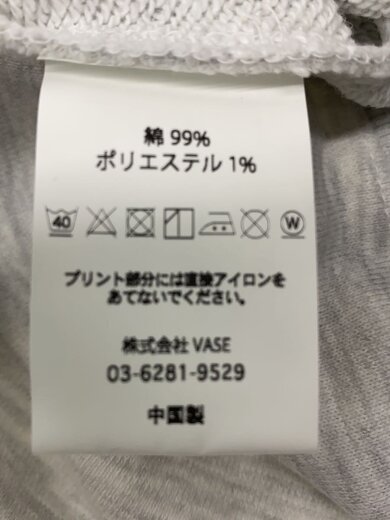 綿 99%
ポリエステル 1%
40 W
プリント部分には直接アイロンを
あてないでください。
株式会社 VASE
03-6281-9529
中国製